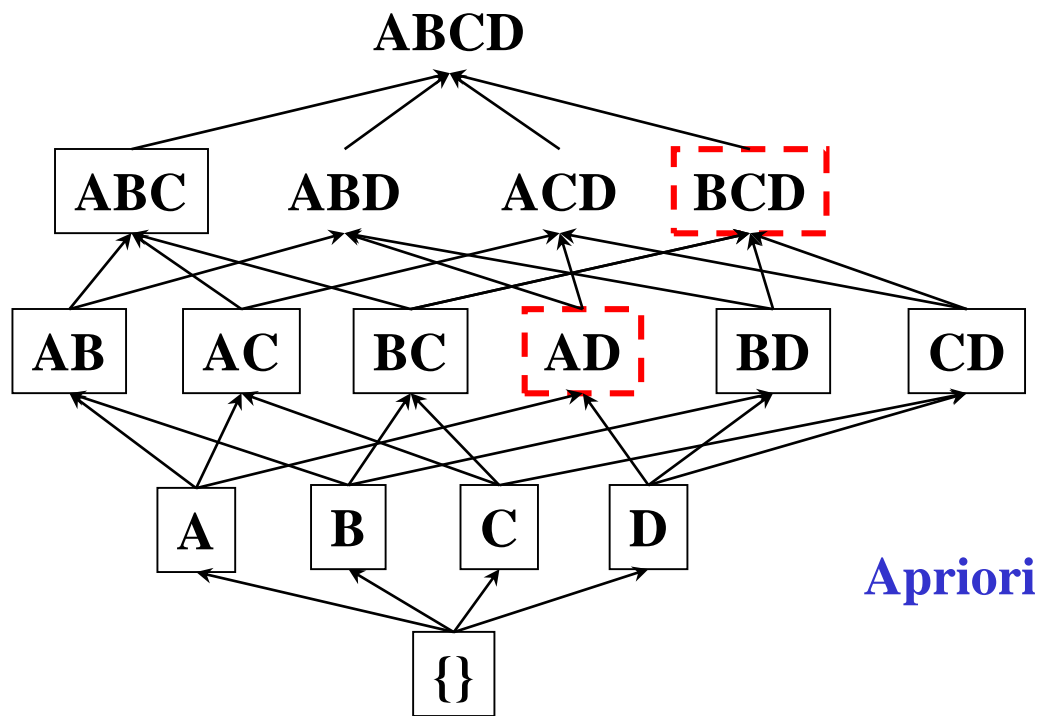 ABCD
ABC ABD ACD BCD
AB AC BC AD BD CD
A B C D
Apriori
{}